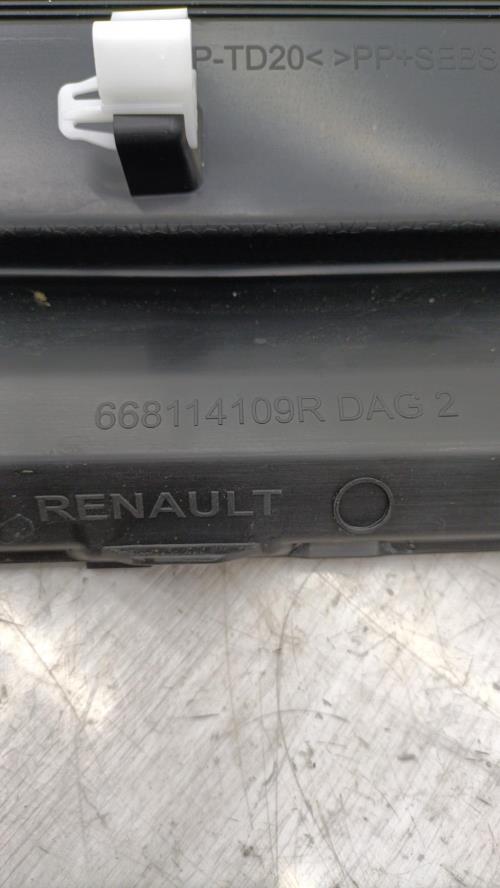 P-TD20< >PP+SEBS
668114109R DAG 2
RENAULT